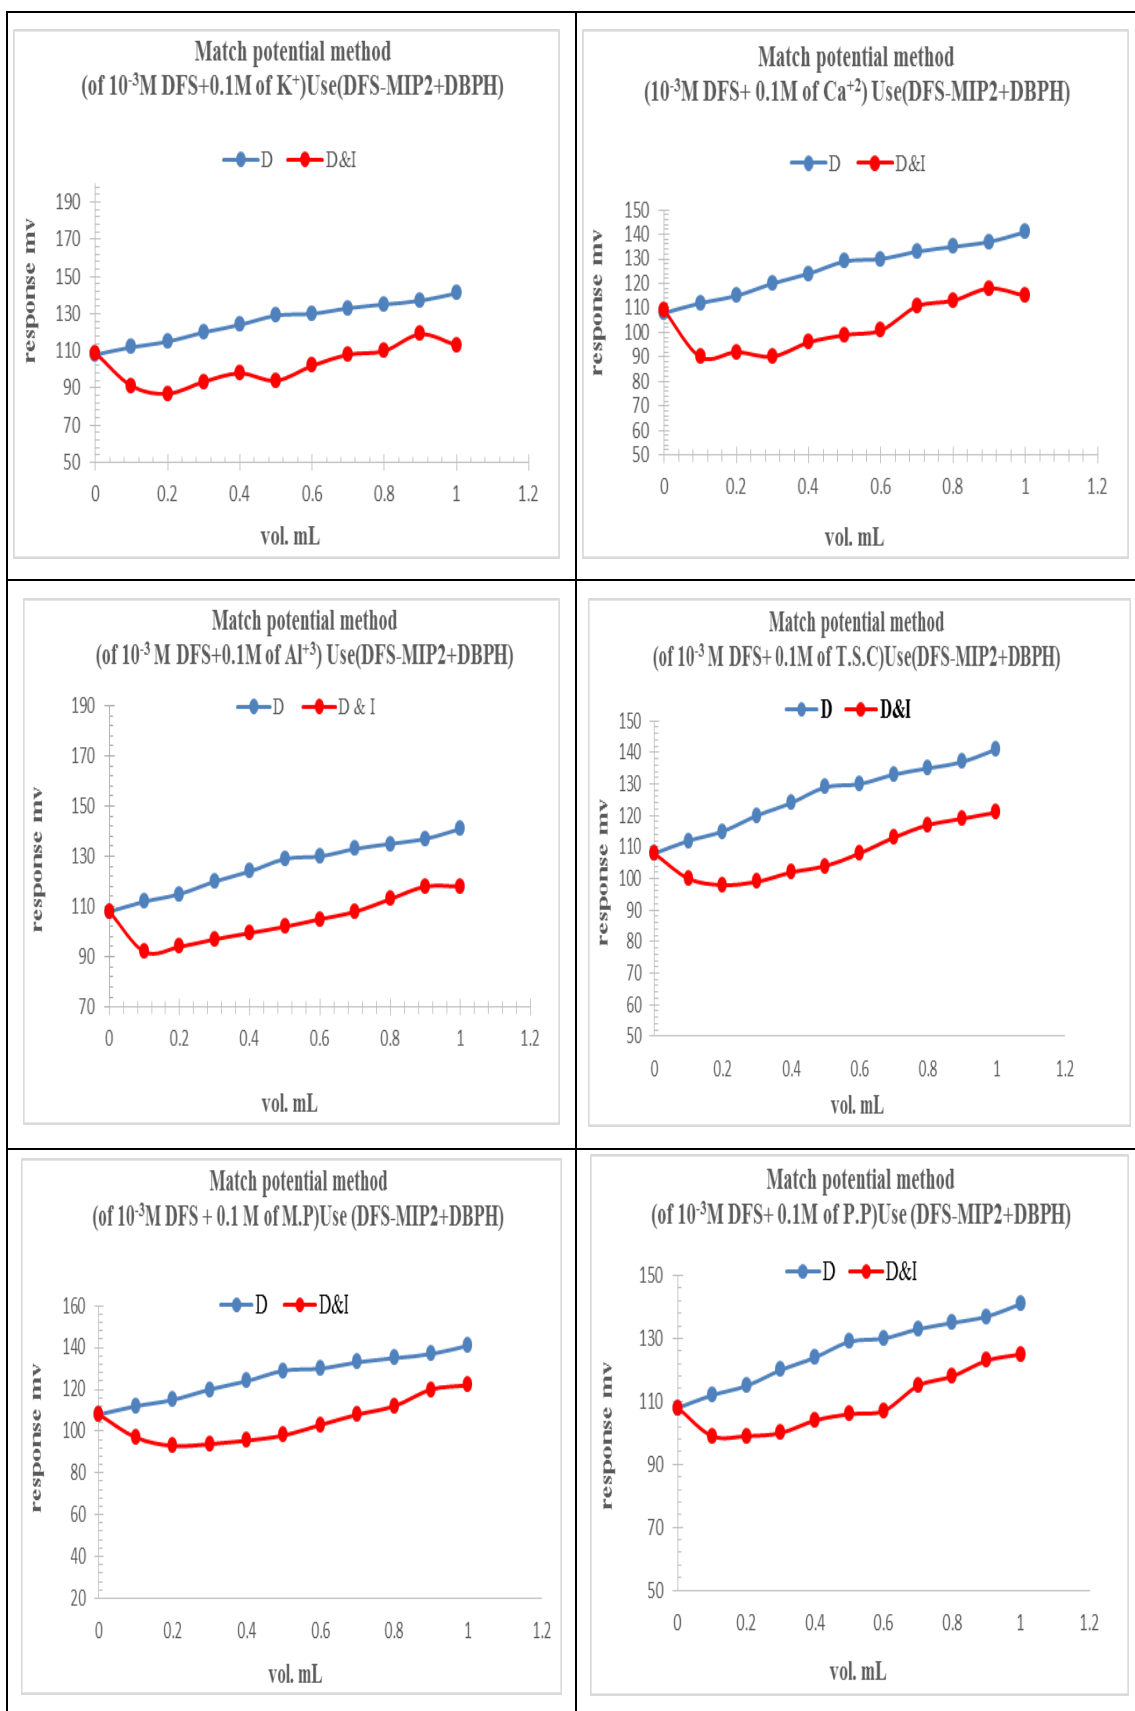 Match potential method
(of 10⁻³M DFS+0.1M of K⁺)Use(DFS-MIP2+DBPH)
D D&I
190
170
150
130
110
90
70
50
response mv
0 0.2 0.4 0.6 0.8 1 1.2
vol. mL
Match potential method
(10⁻³M DFS+ 0.1M of Ca⁺²) Use(DFS-MIP2+DBPH)
D D&I
150
140
130
120
110
100
90
80
70
60
50
response mv
0 0.2 0.4 0.6 0.8 1 1.2
vol. mL
Match potential method
(of 10⁻³ M DFS+0.1M of Al⁺³) Use(DFS-MIP2+DBPH)
D D & I
190
170
150
130
110
90
70
response mv
0 0.2 0.4 0.6 0.8 1 1.2
vol. mL
Match potential method
(of 10⁻³ M DFS+ 0.1M of T.S.C)Use(DFS-MIP2+DBPH)
D D&I
150
140
130
120
110
100
90
80
70
60
50
response mv
0 0.2 0.4 0.6 0.8 1 1.2
vol. mL
Match potential method
(of 10⁻³M DFS + 0.1 M of M.P)Use (DFS-MIP2+DBPH)
D D&I
160
140
120
100
80
60
40
20
response mv
0 0.2 0.4 0.6 0.8 1 1.2
vol. mL
Match potential method
(of 10⁻³M DFS+ 0.1M of P.P)Use (DFS-MIP2+DBPH)
D D&I
150
130
110
90
70
50
response mv
0 0.2 0.4 0.6 0.8 1 1.2
vol. mL